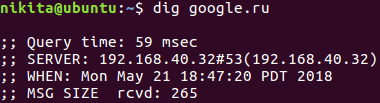 nikita@ubuntu:~$ dig google.ru
;; Query time: 59 msec
;; SERVER: 192.168.40.32#53(192.168.40.32)
;; WHEN: Mon May 21 18:47:20 PDT 2018
;; MSG SIZE  rcvd: 265